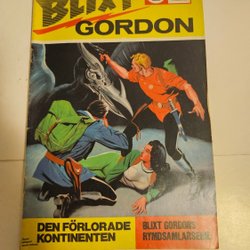 BLIXT
GORDON
DEN FÖRLORADE
KONTINENTEN
BLIXT GORDONS
RYMDSAMLARSERIE